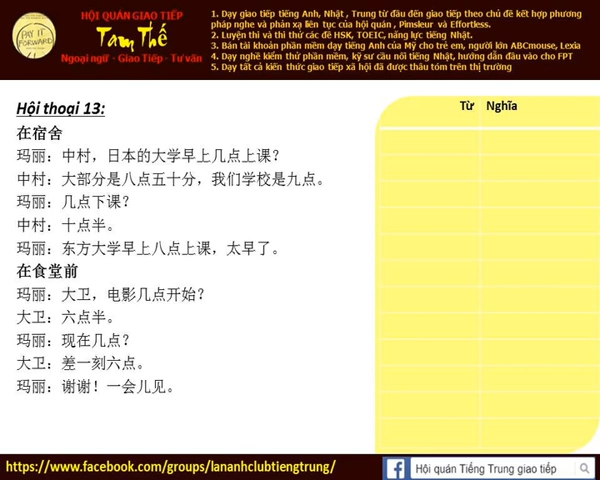 PAY IT
FORWARD
HỘI QUÁN GIAO TIẾP
Tam Thế
Ngoại ngữ - Giao Tiếp - Tư vấn
1. Dạy giao tiếp tiếng Anh, Nhật , Trung từ đầu đến giao tiếp theo chủ đề kết hợp phương
pháp nghe và phản xạ liên tục của hội quán , Pimsleur và Effortless.
2. Luyện thi và thi thử các đề HSK, TOEIC, năng lực tiếng Nhật.
3. Bán tài khoản phần mềm dạy tiếng Anh của Mỹ cho trẻ em, người lớn ABCmouse, Lexia
4. Dạy nghề kiểm thử phần mềm, kỹ sư cầu nối tiếng Nhật, hướng dẫn đầu vào cho FPT
5. Dạy tất cả kiến thức giao tiếp xã hội đã được thâu tóm trên thị trường
Hội thoại 13:
在宿舍
玛丽：中村，日本的大学早上几点上课？
中村：大部分是八点五十分，我们学校是九点。
玛丽：几点下课？
中村：十点半。
玛丽：东方大学早上八点上课，太早了。
在食堂前
玛丽：大卫，电影几点开始？
大卫：六点半。
玛丽：现在几点？
大卫：差一刻六点。
玛丽：谢谢！一会儿见。
Từ Nghĩa
https://www.facebook.com/groups/lananhclubtiengtrung/
Hội quán Tiếng Trung giao tiếp